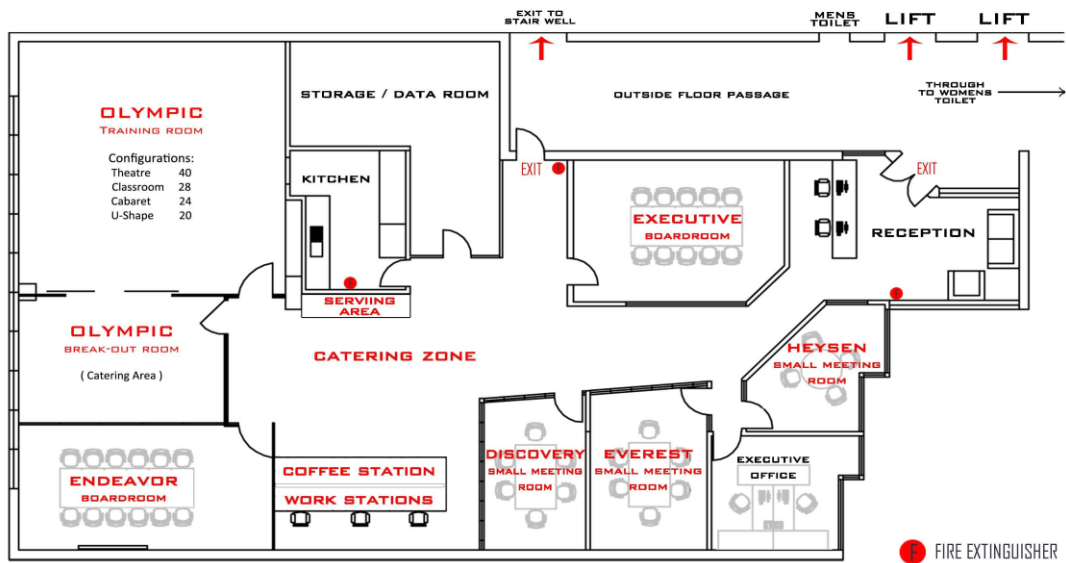 EXIT TO
STAIR WELL
MENS
TOILET
LIFT
LIFT
OLYMPIC
TRAINING ROOM
Configurations:
Theatre 40
Classroom 28
Cabaret 24
U-Shape 20
STORAGE / DATA ROOM
OUTSIDE FLOOR PASSAGE
THROUGH
TO WOMENS
TOILET
KITCHEN
EXIT
F
EXIT
EXECUTIVE
BOARDROOM
RECEPTION
F
SERVIING
AREA
F
OLYMPIC
BREAK-OUT ROOM
( Catering Area )
CATERING ZONE
HEYSEN
SMALL MEETING
ROOM
ENDEAVOR
BOARDROOM
COFFEE STATION
WORK STATIONS
DISCOVERY
SMALL MEETING
ROOM
EVEREST
SMALL MEETING
ROOM
EXECUTIVE
OFFICE
F FIRE EXTINGUISHER